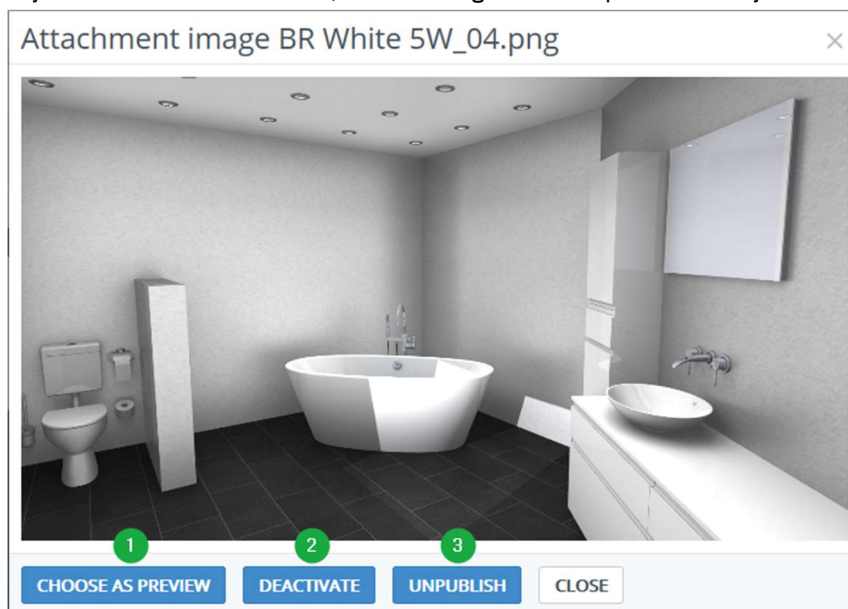 Attachment image BR White 5W_04.png
×
1
2
3
CHOOSE AS PREVIEW
DEACTIVATE
UNPUBLISH
CLOSE